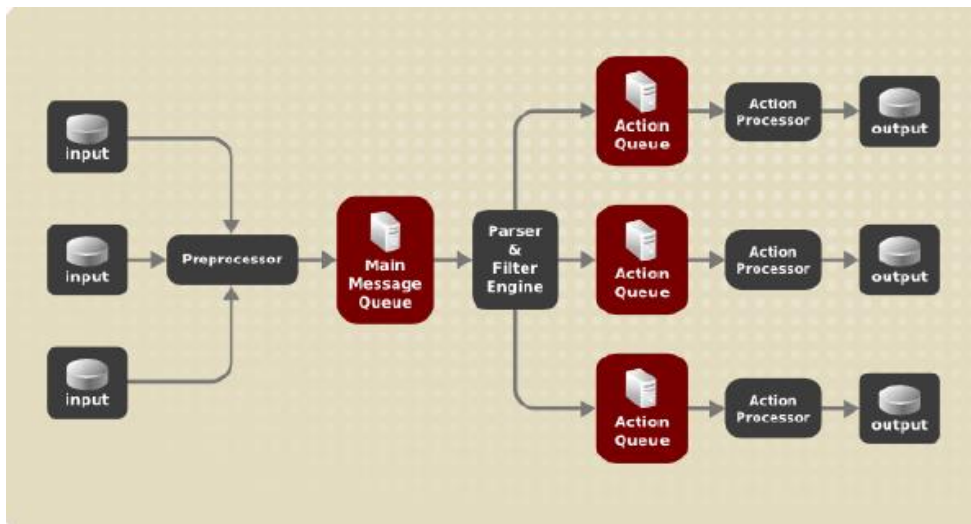 input
input
input
Preprocessor
Main
Message
Queue
Parser
&
Filter
Engine
Action
Queue
Action
Processor
output
Action
Queue
Action
Processor
output
Action
Queue
Action
Processor
output